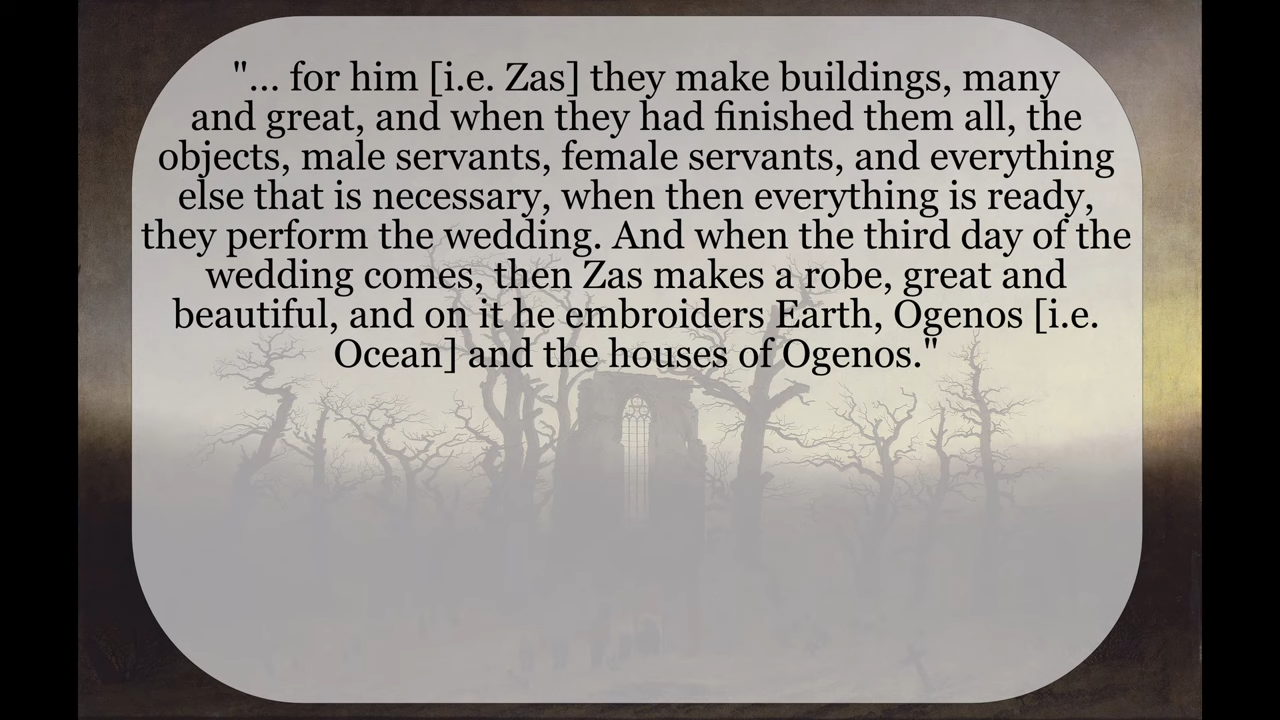 "... for him [i.e. Zas] they make buildings, many
and great, and when they had finished them all, the
objects, male servants, female servants, and everything
else that is necessary, when then everything is ready,
they perform the wedding. And when the third day of the
wedding comes, then Zas makes a robe, great and
beautiful, and on it he embroiders Earth, Ogenos [i.e.
Ocean] and the houses of Ogenos."